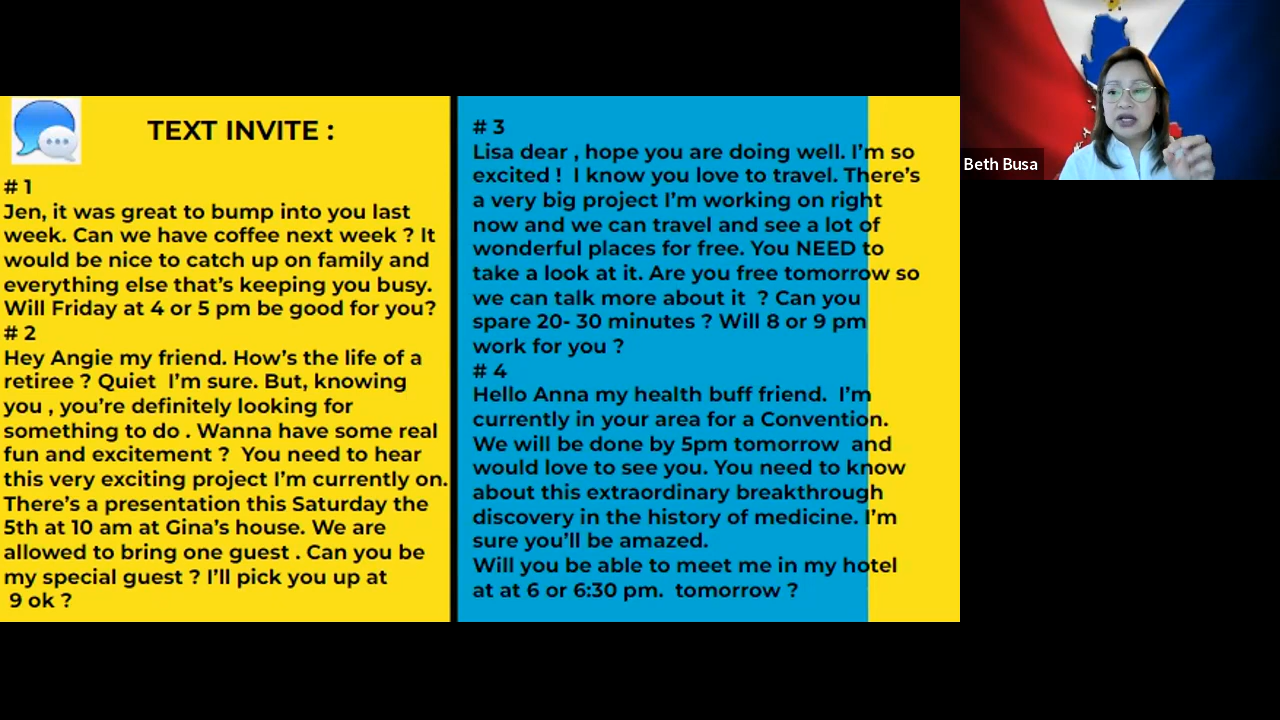 TEXT INVITE :
# 1
Jen, it was great to bump into you last
week. Can we have coffee next week ? It
would be nice to catch up on family and
everything else that's keeping you busy.
Will Friday at 4 or 5 pm be good for you?
# 2
Hey Angie my friend. How's the life of a
retiree ? Quiet I'm sure. But, knowing
you , you're definitely looking for
something to do . Wanna have some real
fun and excitement ? You need to hear
this very exciting project I'm currently on.
There's a presentation this Saturday the
5th at 10 am at Gina's house. We are
allowed to bring one guest . Can you be
my special guest ? I'll pick you up at
9 ok ?
# 3
Lisa dear , hope you are doing well. I'm so
excited ! I know you love to travel. There's
a very big project I'm working on right
now and we can travel and see a lot of
wonderful places for free. You NEED to
take a look at it. Are you free tomorrow so
we can talk more about it ? Can you
spare 20- 30 minutes ? Will 8 or 9 pm
work for you ?
# 4
Hello Anna my health buff friend. I'm
currently in your area for a Convention.
We will be done by 5pm tomorrow and
would love to see you. You need to know
about this extraordinary breakthrough
discovery in the history of medicine. I'm
sure you'll be amazed.
Will you be able to meet me in my hotel
at at 6 or 6:30 pm. tomorrow ?
Beth Busa